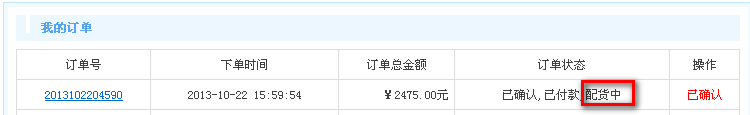 我的订单
订单号 下单时间 订单总金额 订单状态 操作
2013102204590 2013-10-22 15:59:54 ￥2475.00元 已确认,已付款,配货中 已确认